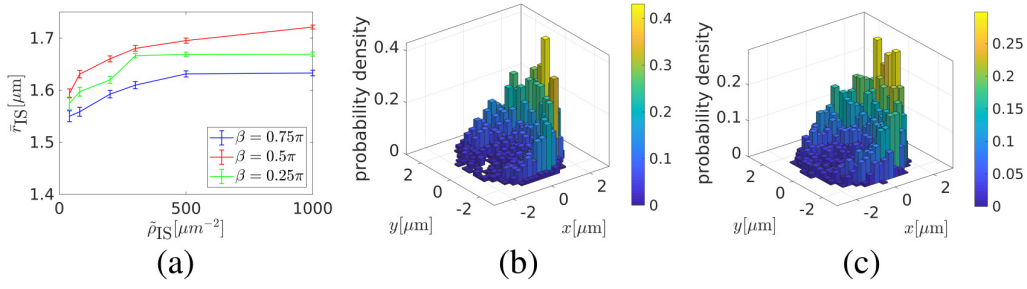 1.7
1.6
1.5
1.4
r̄IS[μm]
β = 0.75π
β = 0.5π
β = 0.25π
0 500 1000
ρ̃IS[μm⁻²]
(a)
probability density
0.4
0.2
0
2
0
-2
y[μm]
-2
0
2
x[μm]
0.4
0.3
0.2
0.1
0
(b)
probability density
0.2
0.1
0
2
0
-2
y[μm]
-2
0
2
x[μm]
0.25
0.2
0.15
0.1
0.05
0
(c)